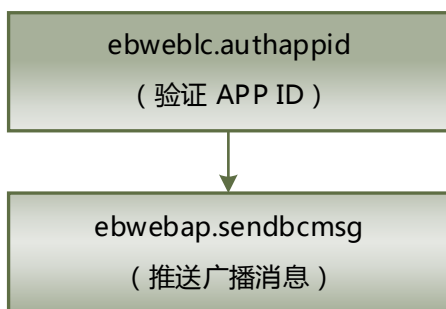 ebweblc.authappid
（验证 APP ID）
ebwebap.sendbcmsg
（推送广播消息）